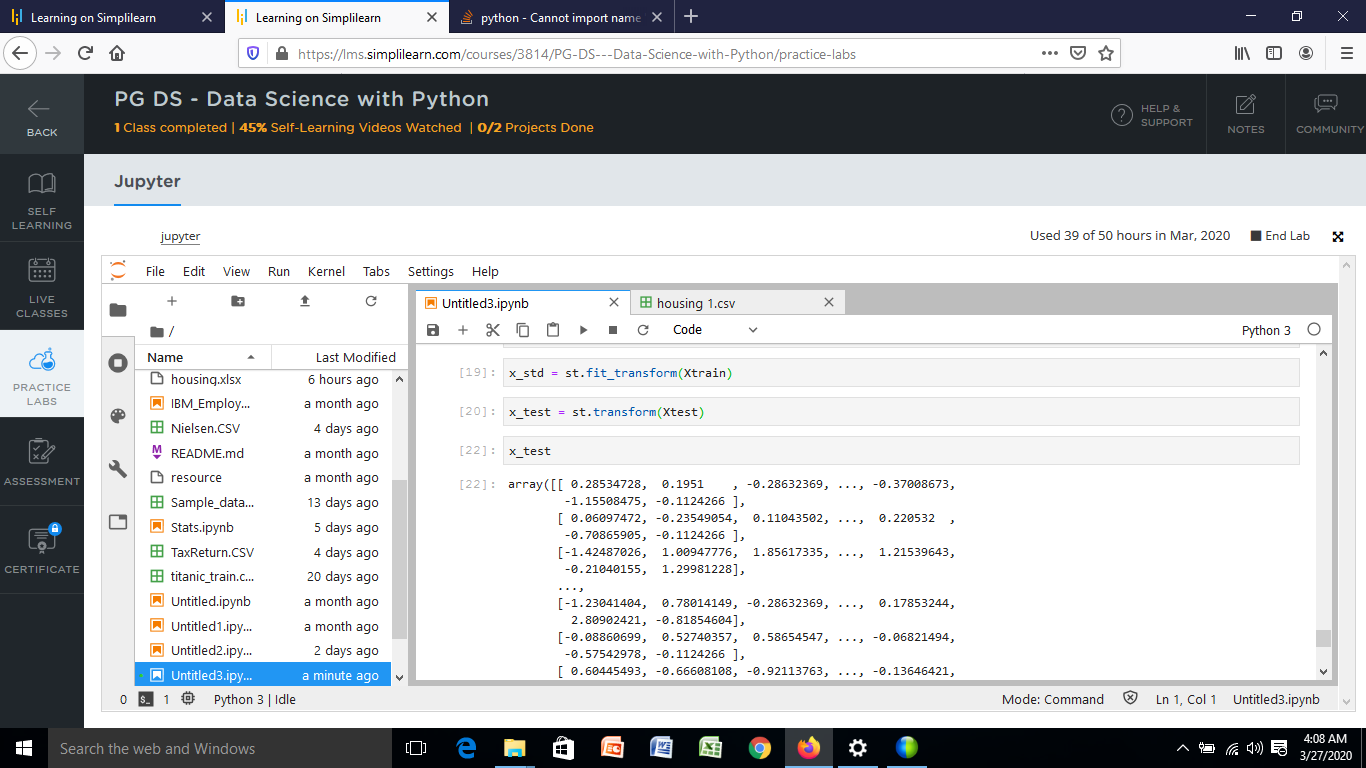 Learning on Simplilearn
Learning on Simplilearn
python - Cannot import name
https://lms.simplilearn.com/courses/3814/PG-DS---Data-Science-with-Python/practice-labs
BACK
PG DS - Data Science with Python
1 Class completed | 45% Self-Learning Videos Watched | 0/2 Projects Done
HELP &
SUPPORT
NOTES
COMMUNITY
SELF
LEARNING
LIVE
CLASSES
PRACTICE
LABS
ASSESSMENT
CERTIFICATE
Jupyter
jupyter
Used 39 of 50 hours in Mar, 2020
End Lab
File Edit View Run Kernel Tabs Settings Help
/
Name Last Modified
housing.xlsx 6 hours ago
IBM_Employ... a month ago
Nielsen.CSV 4 days ago
README.md a month ago
resource a month ago
Sample_data... 13 days ago
Stats.ipynb 5 days ago
TaxReturn.CSV 4 days ago
titanic_train.c... 20 days ago
Untitled.ipynb a month ago
Untitled1.ipy... a month ago
Untitled2.ipy... 2 days ago
Untitled3.ipy... a minute ago
Untitled3.ipynb
housing 1.csv
Code
Python 3
[19]: x_std = st.fit_transform(Xtrain)
[20]: x_test = st.transform(Xtest)
[22]: x_test
[22]: array([[ 0.28534728,  0.1951    , -0.28632369, ..., -0.37008673,
-1.15508475, -0.1124266 ],
[ 0.06097472, -0.23549054,  0.11043502, ...,  0.220532  ,
-0.70865905, -0.1124266 ],
[-1.42487026,  1.00947776,  1.85617335, ...,  1.21539643,
-0.21040155,  1.29981228],
...,
[-1.23041404,  0.78014149, -0.28632369, ...,  0.17853244,
2.80902421, -0.81854604],
[-0.08860699,  0.52740357,  0.58654547, ..., -0.06821494,
-0.57542978, -0.1124266 ],
[ 0.60445493, -0.66608108, -0.92113763, ..., -0.13646421,
0 1 Python 3 | Idle
Mode: Command
Ln 1, Col 1
Untitled3.ipynb
Search the web and Windows
4:08 AM
3/27/2020